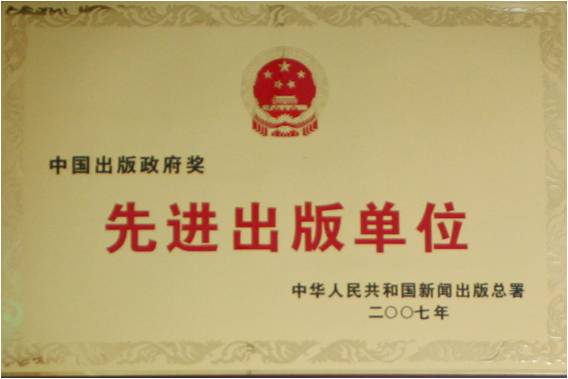 中国出版政府奖
先进出版单位
中华人民共和国新闻出版总署
二〇〇七年